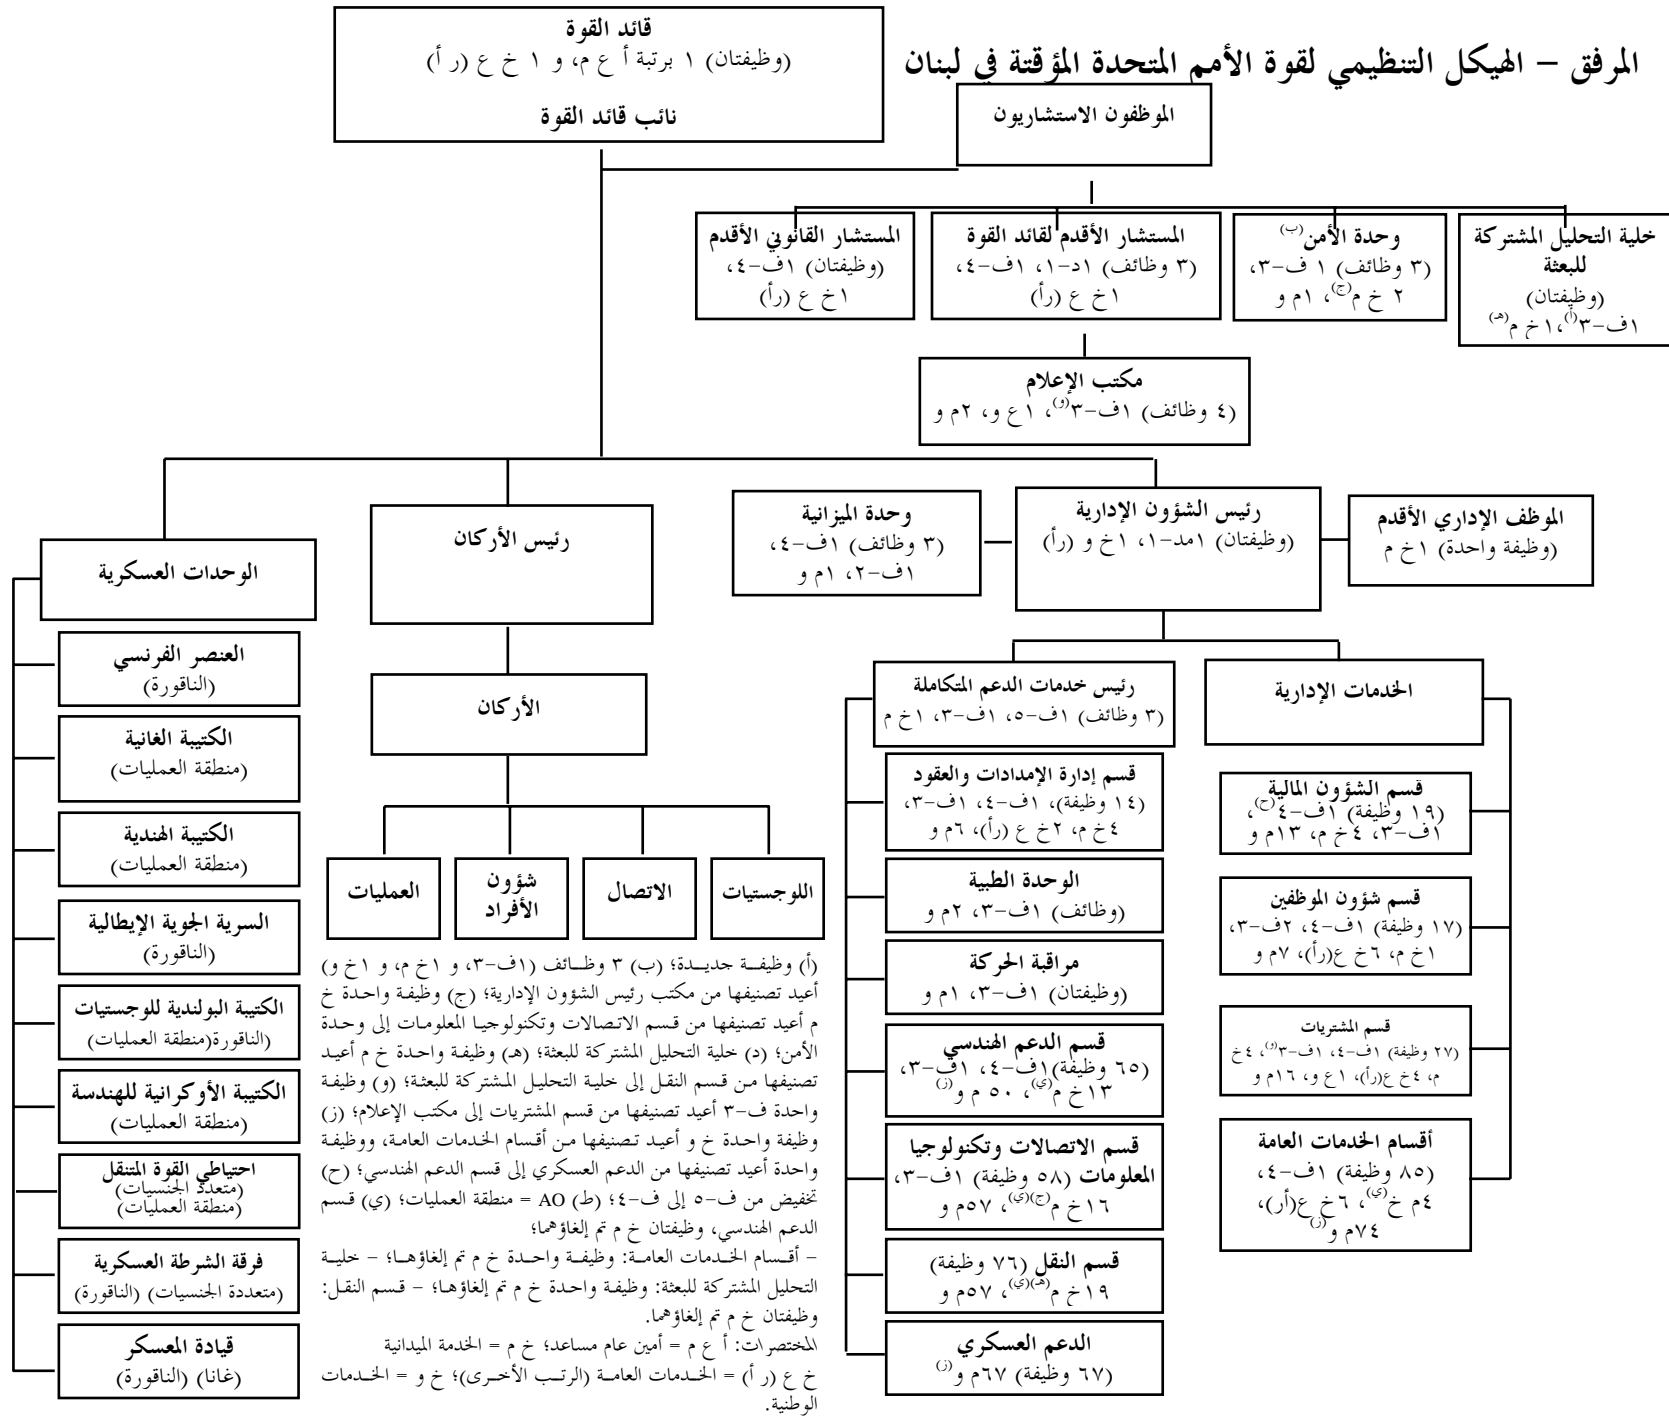 المرفق – الهيكل التنظيمي لقوة الأمم المتحدة المؤقتة في لبنان
قائد القوة
(وظيفتان) ١ برتبة أ ع م، و ١ خ ع (ر أ)
نائب قائد القوة
الموظفون الاستشاريون
خلية التحليل المشتركة
للبعثة
(وظيفتان)
١ف-٣(أ)، ١خ م(هـ)
وحدة الأمن(ب)
(٣ وظائف) ١ ف-٣،
٢ خ م(ج)، ١م و
المستشار الأقدم لقائد القوة
(٣ وظائف) ١د-١، ١ف-٤،
١خ ع (رأ)
المستشار القانوني الأقدم
(وظيفتان) ١ف-٤،
١خ ع (رأ)
مكتب الإعلام
(٤ وظائف) ١ف-٣(و)، ١ع و، ٢م و
الموظف الإداري الأقدم
(وظيفة واحدة) ١خ م
رئيس الشؤون الإدارية
(وظيفتان) ١مد-١، ١خ و (رأ)
وحدة الميزانية
(٣ وظائف) ١ف-٤،
١ف-٢، ١م و
رئيس الأركان
الوحدات العسكرية
الخدمات الإدارية
قسم الشؤون المالية
(١٩ وظيفة) ١ف-٤(ح)،
١ف-٣، ٤خ م، ١٣م و
قسم شؤون الموظفين
(١٧ وظيفة) ١ف-٤، ٢ف-٣،
١خ م، ٦خ ع(رأ)، ٧م و
قسم المشتريات
(٢٧ وظيفة) ١ف-٤، ١ف-٣(و)، ٤خ
م، ٤خ ع(رأ)، ١ع و، ١٦م و
أقسام الخدمات العامة
(٨٥ وظيفة) ١ف-٤،
٤م خ(ي)، ٦خ ع(أر)،
٧٤م و(ز)
رئيس خدمات الدعم المتكاملة
(٣ وظائف) ١ف-٥، ١ف-٣، ١خ م
قسم إدارة الإمدادات والعقود
(١٤ وظيفة)، ١ف-٤، ١ف-٣،
٤خ م، ٢خ ع (رأ)، ٦م و
الوحدة الطبية
(وظائف) ١ف-٣، ٢م و
مراقبة الحركة
(وظيفتان) ١ف-٣، ١م و
قسم الدعم الهندسي
(٦٥ وظيفة)١ف-٤، ١ف-٣،
١٣خ م(ي)، ٥٠ م و(ز)
قسم الاتصالات وتكنولوجيا
المعلومات (٥٨ وظيفة) ١ف-٣،
١٦خ م(ج)(ي)، ٥٧م و
قسم النقل (٧٦ وظيفة)
١٩خ م(هـ)(ي)، ٥٧م و
الدعم العسكري
(٦٧ وظيفة) ٦٧م و(ز)
الأركان
اللوجستيات
الاتصال
شؤون
الأفراد
العمليات
العنصر الفرنسي
(الناقورة)
الكتيبة الغانية
(منطقة العمليات)
الكتيبة الهندية
(منطقة العمليات)
السرية الجوية الإيطالية
(الناقورة)
الكتيبة البولندية للوجستيات
(الناقورة(منطقة العمليات)
الكتيبة الأوكرانية للهندسة
(منطقة العمليات)
احتياطي القوة المتنقل
(متعدد الجنسيات)
(منطقة العمليات)
فرقة الشرطة العسكرية
(متعددة الجنسيات) (الناقورة)
قيادة المعسكر
(غانا) (الناقورة)
(أ) وظيفة جديدة؛ (ب) ٣ وظائف (١ف-٣، و ١خ م، و ١خ و)
أعيد تصنيفها من مكتب رئيس الشؤون الإدارية؛ (ج) وظيفة واحدة خ
م أعيد تصنيفها من قسم الاتصالات وتكنولوجيا المعلومات إلى وحدة
الأمن؛ (د) خلية التحليل المشتركة للبعثة؛ (هـ) وظيفة واحدة خ م أعيد
تصنيفها من قسم النقل إلى خلية التحليل المشتركة للبعثة؛ (و) وظيفة
واحدة ف-٣ أعيد تصنيفها من قسم المشتريات إلى مكتب الإعلام؛ (ز)
وظيفة واحدة خ و أعيد تصنيفها من أقسام الخدمات العامة، ووظيفة
واحدة أعيد تصنيفها من الدعم العسكري إلى قسم الدعم الهندسي؛ (ح)
تخفيض من ف-٥ إلى ف-٤؛ (ط) AO = منطقة العمليات؛ (ي) قسم
الدعم الهندسي، وظيفتان خ م تم إلغاؤهما؛
– أقسام الخدمات العامة: وظيفة واحدة خ م تم إلغاؤها؛ – خلية
التحليل المشتركة للبعثة: وظيفة واحدة خ م تم إلغاؤها؛ – قسم النقل:
وظيفتان خ م تم إلغاؤهما.
المختصرات: أ ع م = أمين عام مساعد؛ خ م = الخدمة الميدانية
خ ع (ر أ) = الخدمات العامة (الرتب الأخرى)؛ خ و = الخدمات
الوطنية.